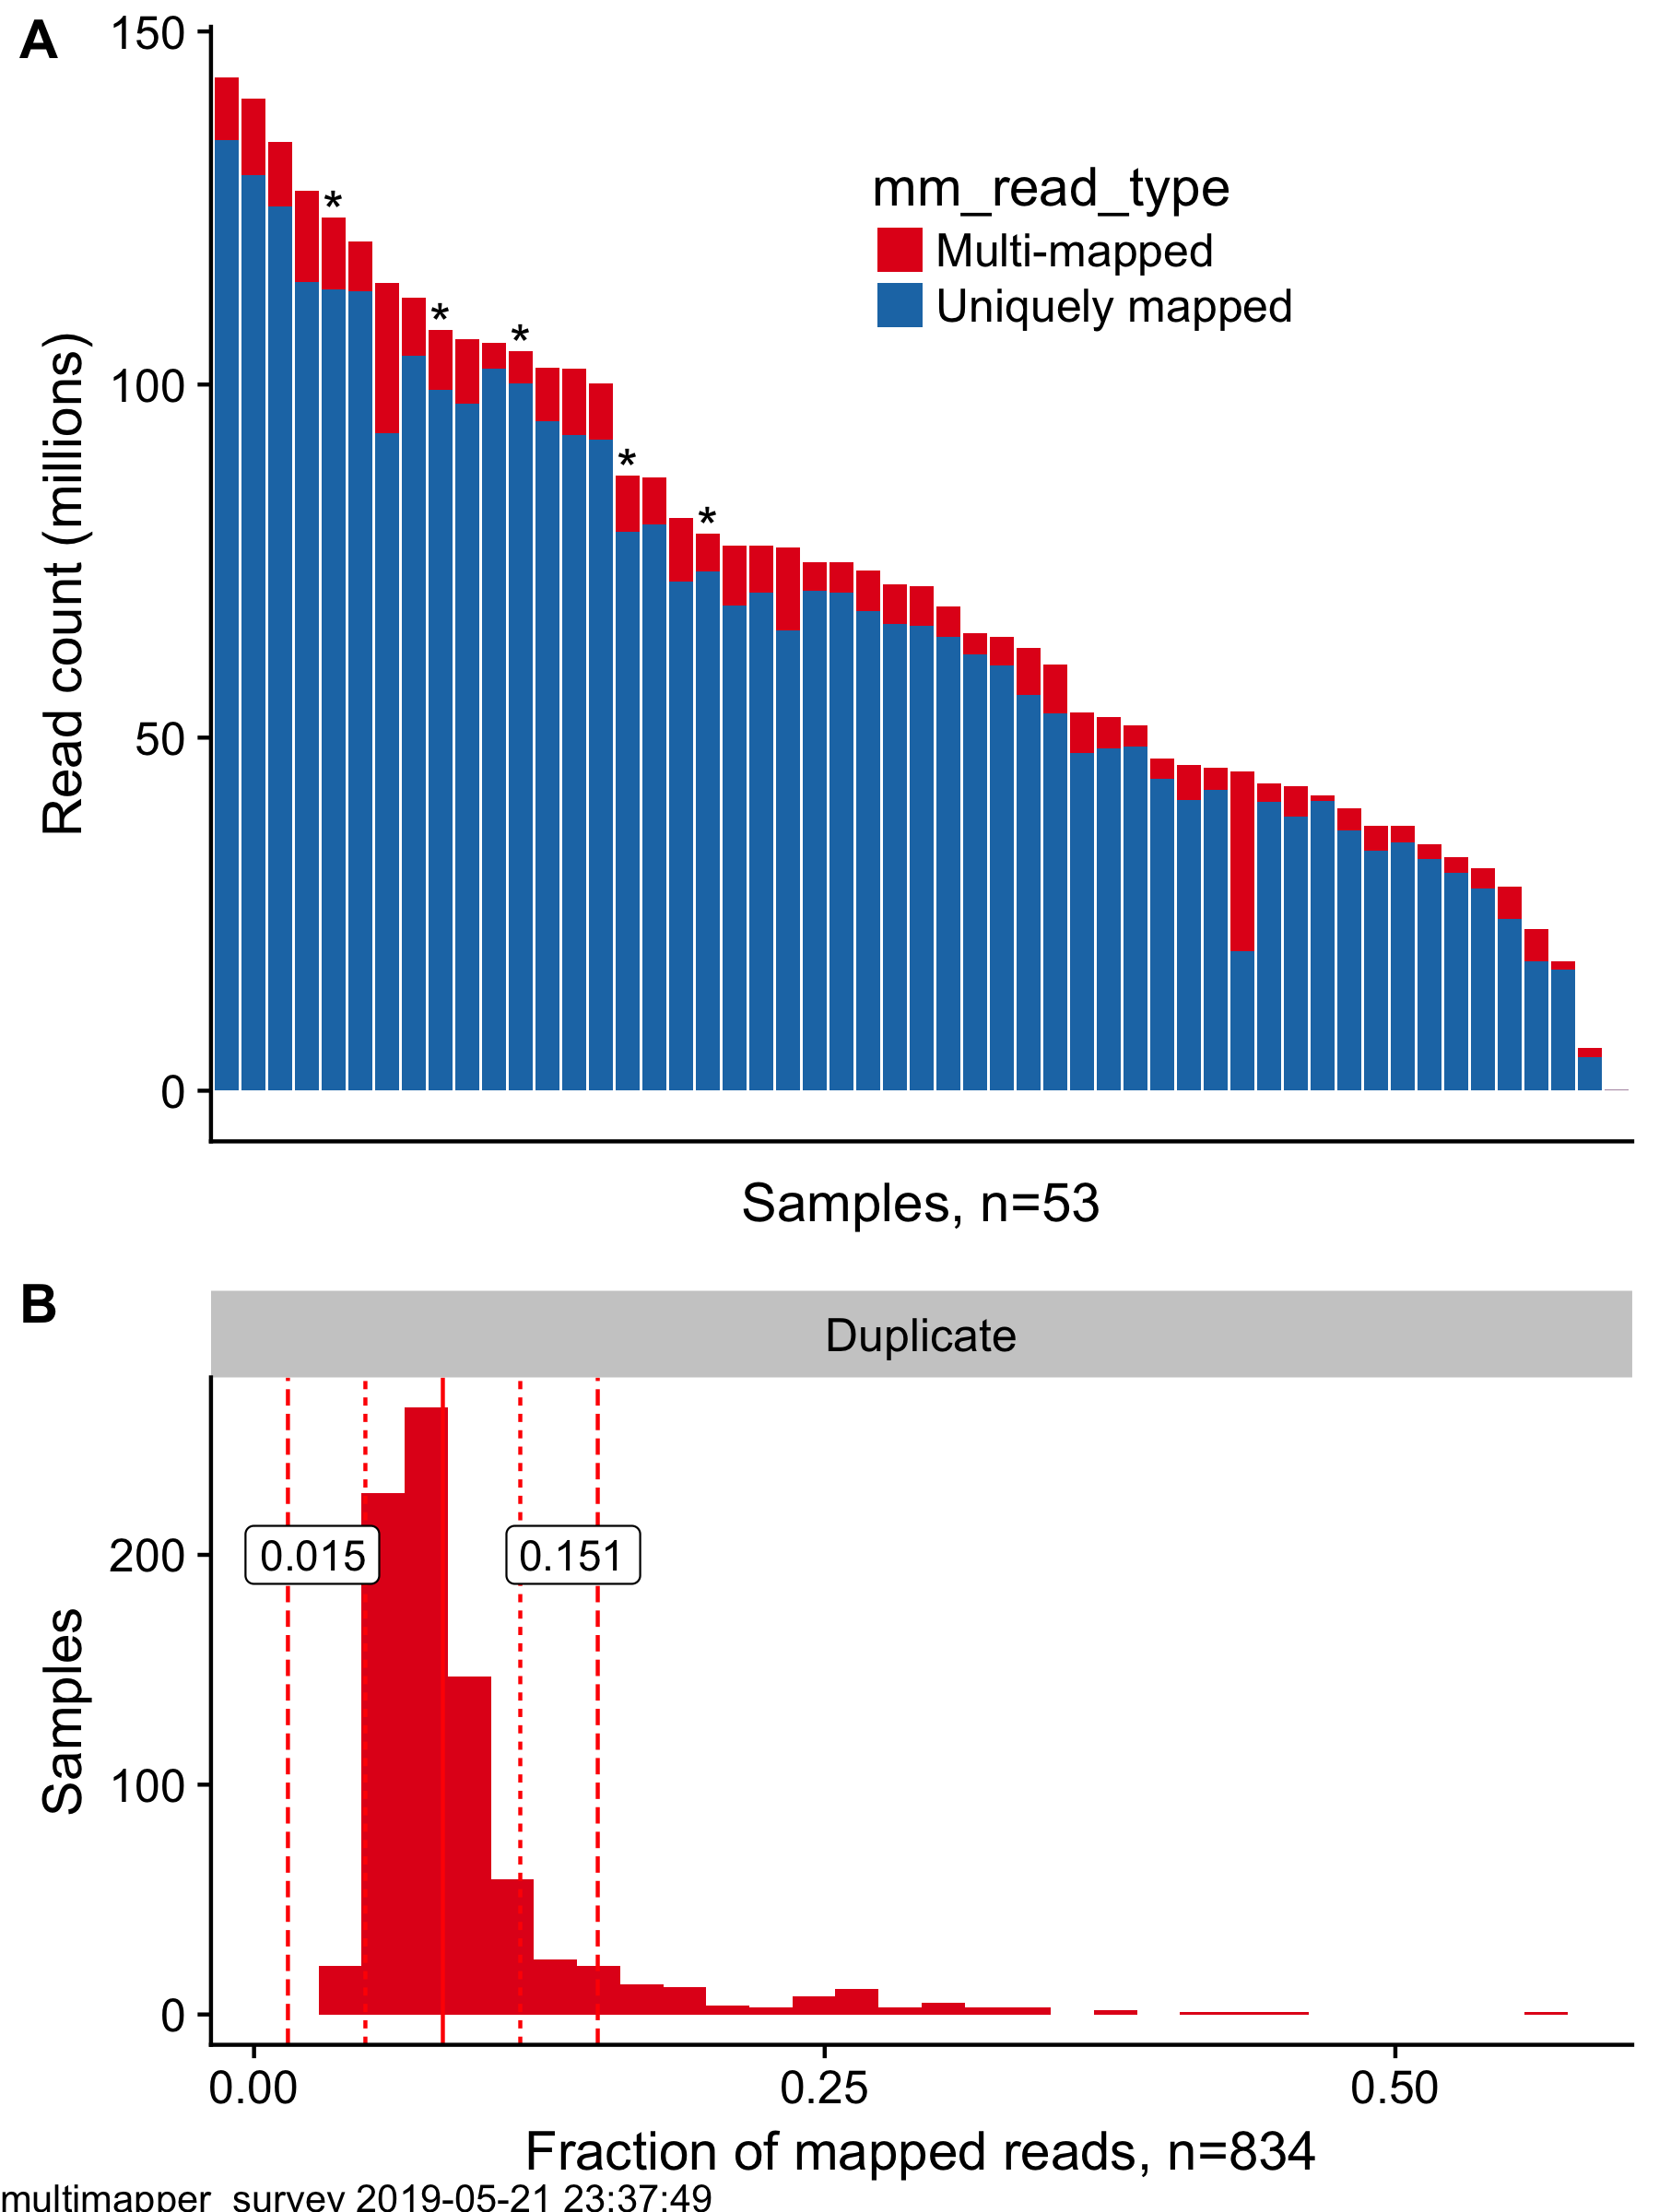 A
150
100
50
0
Read count (millions)
*
*
*
*
*
mm_read_type
Multi-mapped
Uniquely mapped
Samples, n=53
B
Duplicate
200
100
0
Samples
0.015
0.151
0.00
0.25
0.50
Fraction of mapped reads, n=834
multimapper_survey 2019-05-21 23:37:49